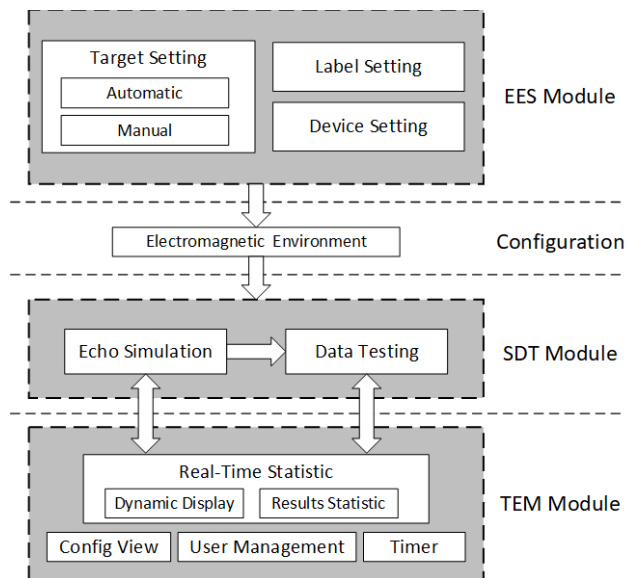 Target Setting
Automatic
Manual
Label Setting
Device Setting
EES Module
Electromagnetic Environment
Configuration
Echo Simulation
Data Testing
SDT Module
Real-Time Statistic
Dynamic Display
Results Statistic
Config View
User Management
Timer
TEM Module